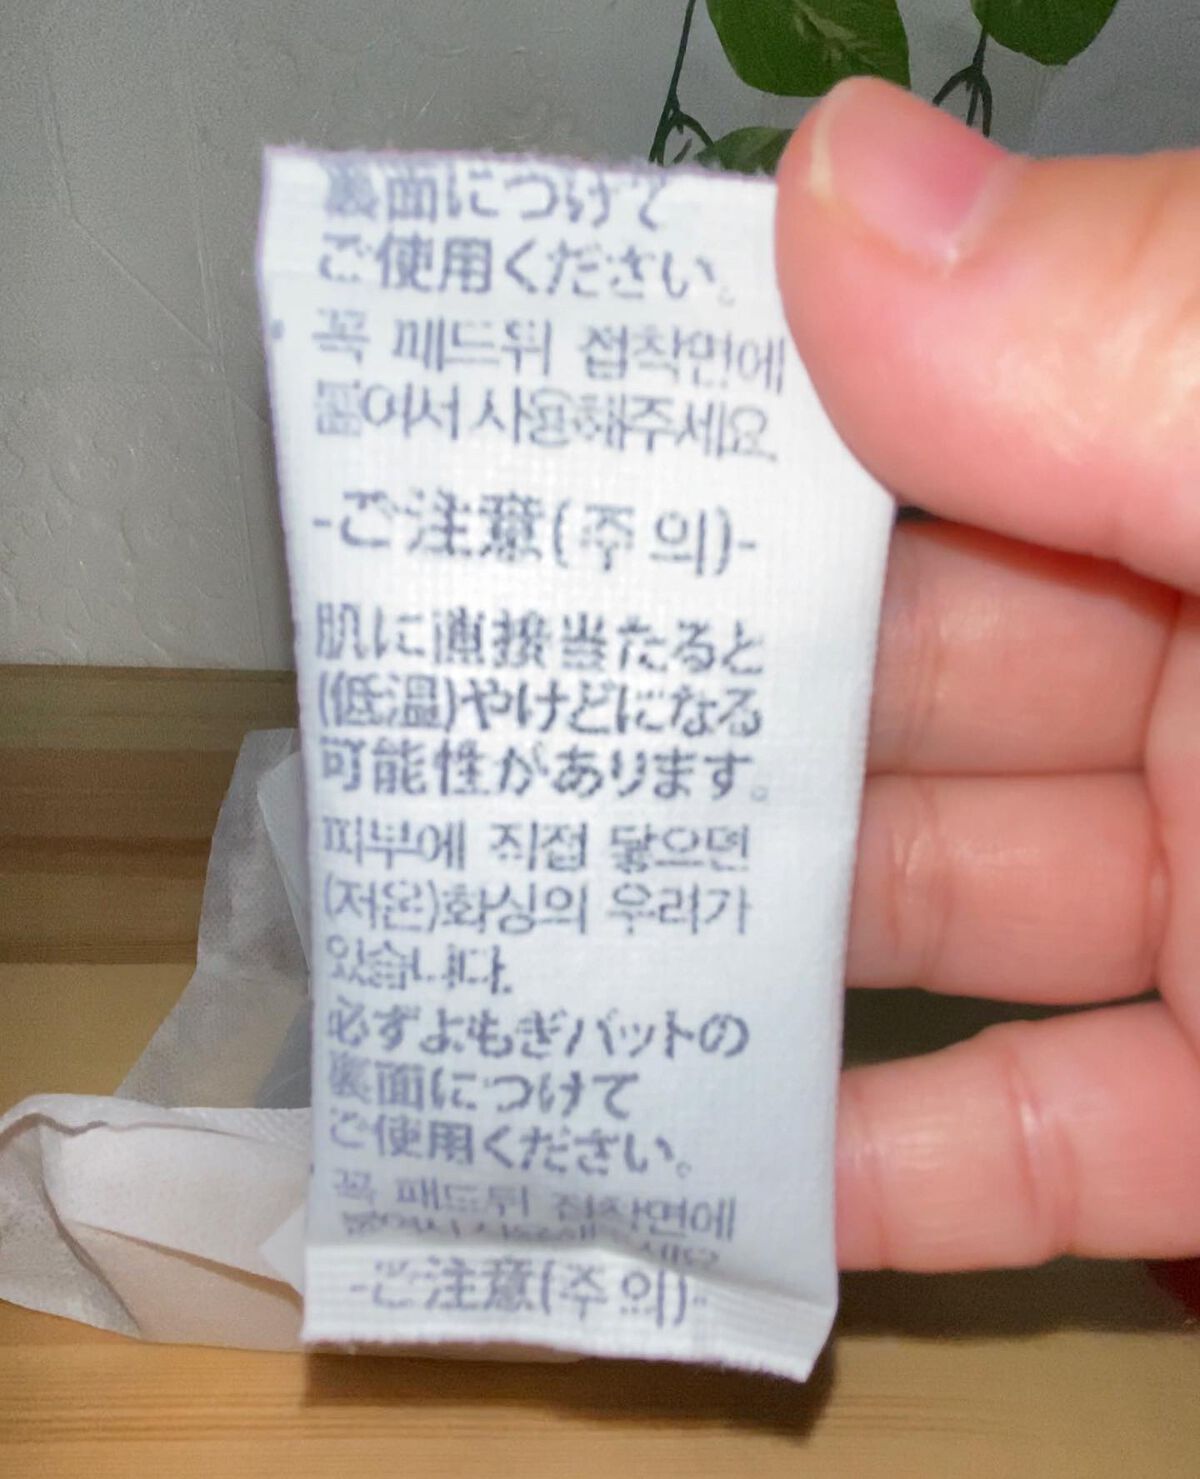 裏面につけて
ご使用ください。
꼭 패드뒤 접착면에
붙여서 사용해주세요.
-ご注意(주의)-
肌に直接当たると
(低温)やけどになる
可能性があります。
피부에 직접 닿으면
(저온)화상의 우려가
있습니다.
必ずよもぎパットの
裏面につけて
ご使用ください。
꼭 패드뒤 접착면에
-ご注意(주의)-